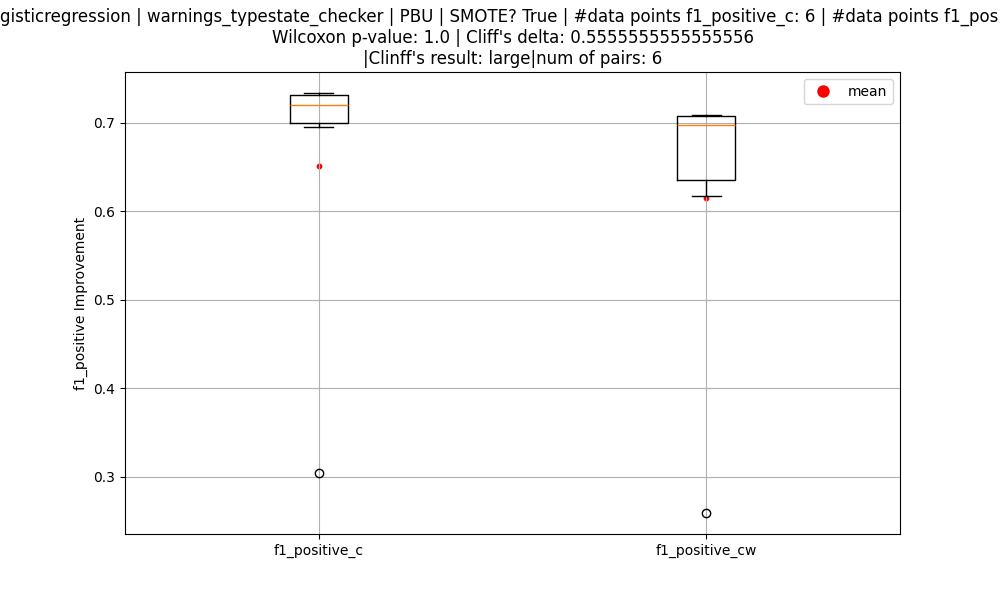 gisticregression | warnings_typestate_checker | PBU | SMOTE? True | #data points f1_positive_c: 6 | #data points f1_pos
Wilcoxon p-value: 1.0 | Cliff's delta: 0.5555555555555556
|Clinff's result: large|num of pairs: 6
mean
0.7
0.6
0.5
0.4
0.3
f1_positive Improvement
f1_positive_c
f1_positive_cw